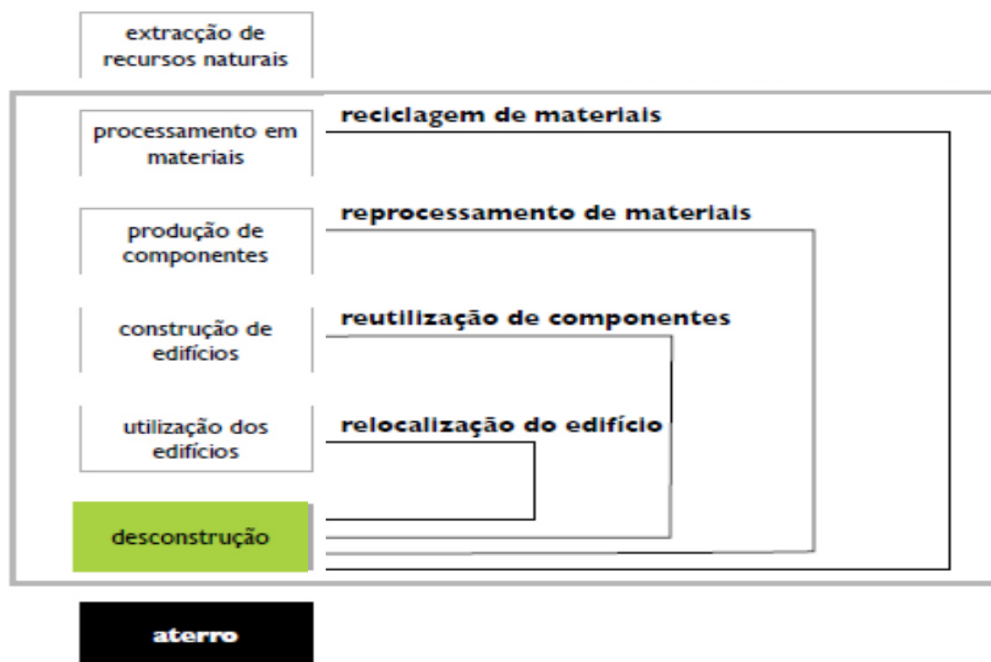 extracção de
recursos naturais
reciclagem de materiais
processamento em
materiais
reprocessamento de materiais
produção de
componentes
reutilização de componentes
construção de
edifícios
relocalização do edifício
utilização dos
edifícios
desconstrução
aterro